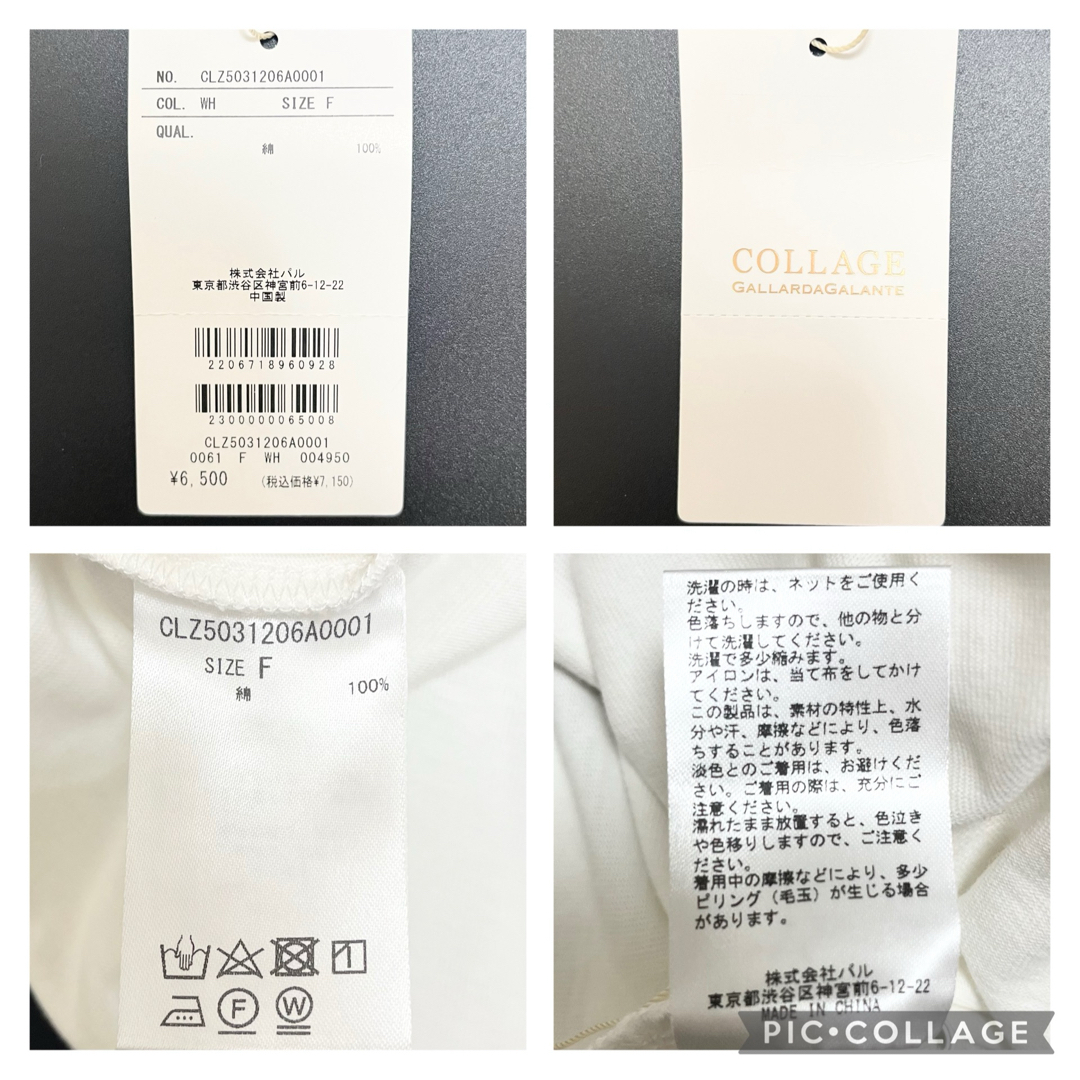 NO. CLZ5031206A0001
COL. WH SIZE F
QUAL.
綿 100%
株式会社パル
東京都渋谷区神宮前6-12-22
中国製
2206718960928
2300000065008
CLZ5031206A0001
0061 F WH 004950
¥6,500 (税込価格¥7,150)
COLLAGE
GALLARDAGALANTE
CLZ5031206A0001
SIZE F
綿 100%
F W
洗濯の時は、ネットをご使用く
ださい。
色落ちしますので、他の物と分
けて洗濯してください。
洗濯で多少縮みます。
アイロンは、当て布をしてかけ
てください。
この製品は、素材の特性上、水
分や汗、摩擦などにより、色落
ちすることがあります。
淡色とのご着用は、お避けくだ
さい。ご着用の際は、充分にご
注意ください。
濡れたまま放置すると、色泣き
や色移りしますので、ご注意く
ださい。
着用中の摩擦などにより、多少
ピリング（毛玉）が生じる場合
があります。
株式会社パル
東京都渋谷区神宮前6-12-22
MADE IN CHINA
PIC•COLLAGE